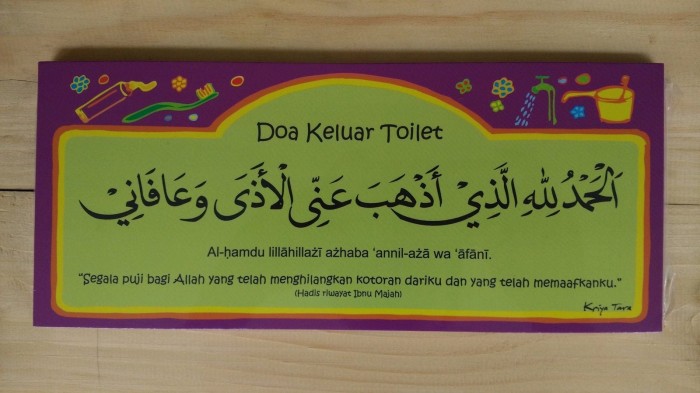 Doa Keluar Toilet
اَلْحَمْدُ لِلّٰهِ الَّذِيْ أَذْهَبَ عَنِّى الْأَذَى وَعَافَانِيْ
Al-ḥamdu lillāhillażī ażhaba 'annil-ażā wa 'āfānī.
"Segala puji bagi Allah yang telah menghilangkan kotoran dariku dan yang telah memaafkanku."
(Hadis riwayat Ibnu Majah)
Kriya Tara